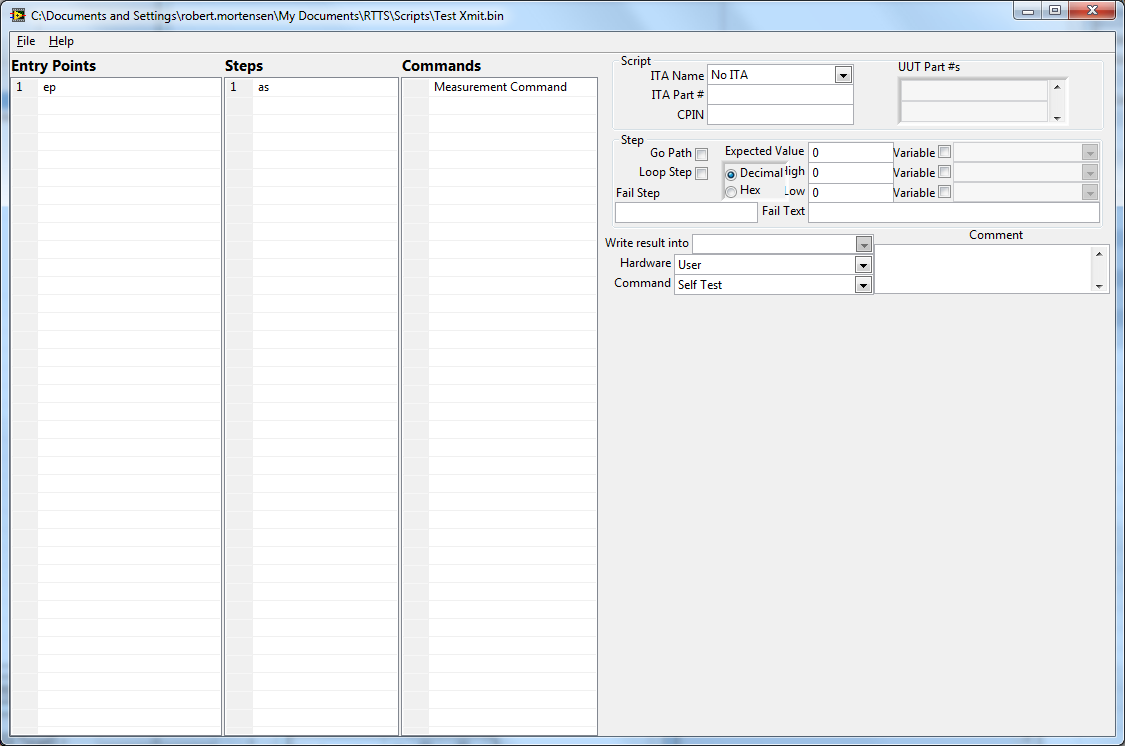 C:\Documents and Settings\robert.mortensen\My Documents\RTTS\Scripts\Test Xmit.bin
File Help
Entry Points Steps Commands
1 ep 1 as Measurement Command
Script
ITA Name No ITA
ITA Part #
CPIN
UUT Part #s
Step
Go Path Expected Value 0 Variable
Loop Step Decimal High 0 Variable
Fail Step Hex Low 0 Variable
Fail Text
Write result into
Hardware User
Command Self Test
Comment